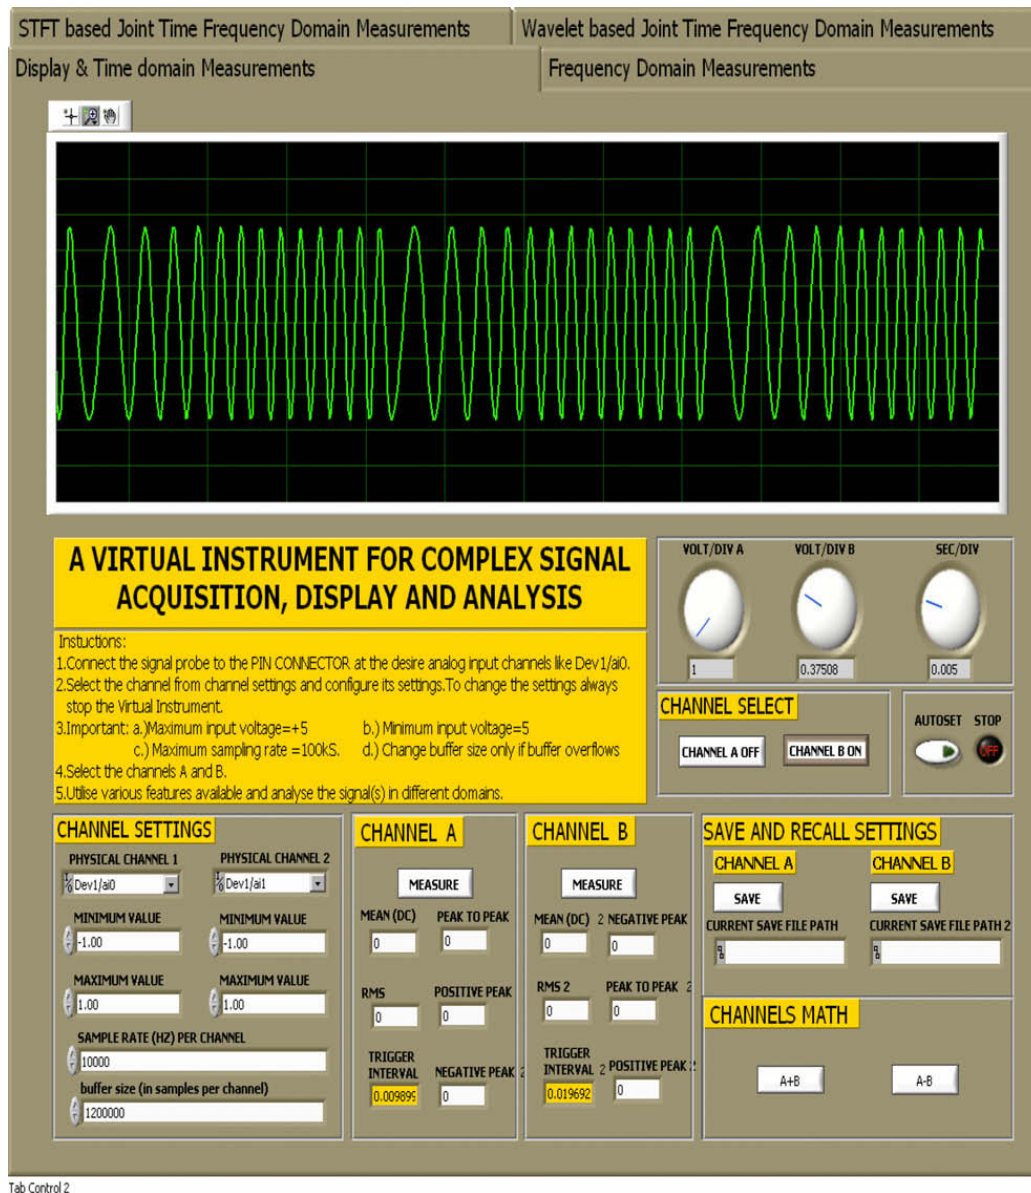 STFT based Joint Time Frequency Domain Measurements
Wavelet based Joint Time Frequency Domain Measurements
Display & Time domain Measurements
Frequency Domain Measurements
A VIRTUAL INSTRUMENT FOR COMPLEX SIGNAL
ACQUISITION, DISPLAY AND ANALYSIS
Instuctions:
1.Connect the signal probe to the PIN CONNECTOR at the desire analog input channels like Dev1/ai0.
2.Select the channel from channel settings and configure its settings.To change the settings always
stop the Virtual Instrument.
3.Important: a.)Maximum input voltage=+5 b.) Minimum input voltage=5
c.) Maximum sampling rate =100kS. d.) Change buffer size only if buffer overflows
4.Select the channels A and B.
5.Utilise various features available and analyse the signal(s) in different domains.
VOLT/DIV A
VOLT/DIV B
SEC/DIV
1
0.37508
0.005
CHANNEL SELECT
CHANNEL A OFF
CHANNEL B ON
AUTOSET
STOP
OFF
CHANNEL SETTINGS
PHYSICAL CHANNEL 1
PHYSICAL CHANNEL 2
Dev1/ai0
Dev1/ai1
MINIMUM VALUE
MINIMUM VALUE
-1.00
-1.00
MAXIMUM VALUE
MAXIMUM VALUE
1.00
1.00
SAMPLE RATE (HZ) PER CHANNEL
10000
buffer size (in samples per channel)
1200000
CHANNEL A
MEASURE
MEAN (DC)
PEAK TO PEAK
0
0
RMS
POSITIVE PEAK
0
0
TRIGGER
INTERVAL
NEGATIVE PEAK 2
0.009899
0
CHANNEL B
MEASURE
MEAN (DC) 2
NEGATIVE PEAK
0
0
RMS 2
PEAK TO PEAK 2
0
0
TRIGGER
INTERVAL 2
POSITIVE PEAK 2
0.019692
0
SAVE AND RECALL SETTINGS
CHANNEL A
CHANNEL B
SAVE
SAVE
CURRENT SAVE FILE PATH
CURRENT SAVE FILE PATH 2
CHANNELS MATH
A+B
A-B
Tab Control 2